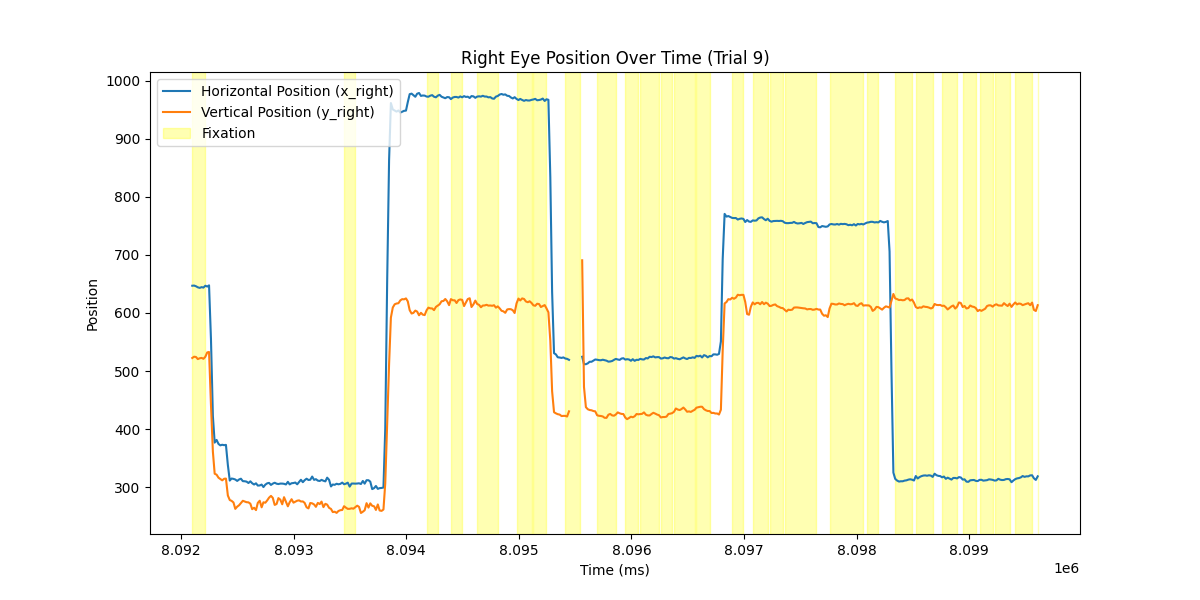 Right Eye Position Over Time (Trial 9)
Horizontal Position (x_right)
Vertical Position (y_right)
Fixation
Position
1000
900
800
700
600
500
400
300
8.092
8.093
8.094
8.095
8.096
8.097
8.098
8.099
1e6
Time (ms)